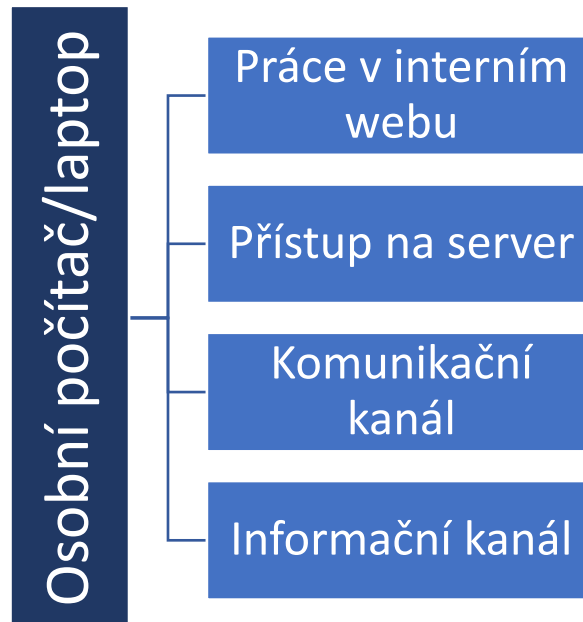 Osobní počítač/laptop
Práce v interním
webu
Přístup na server
Komunikační
kanál
Informační kanál